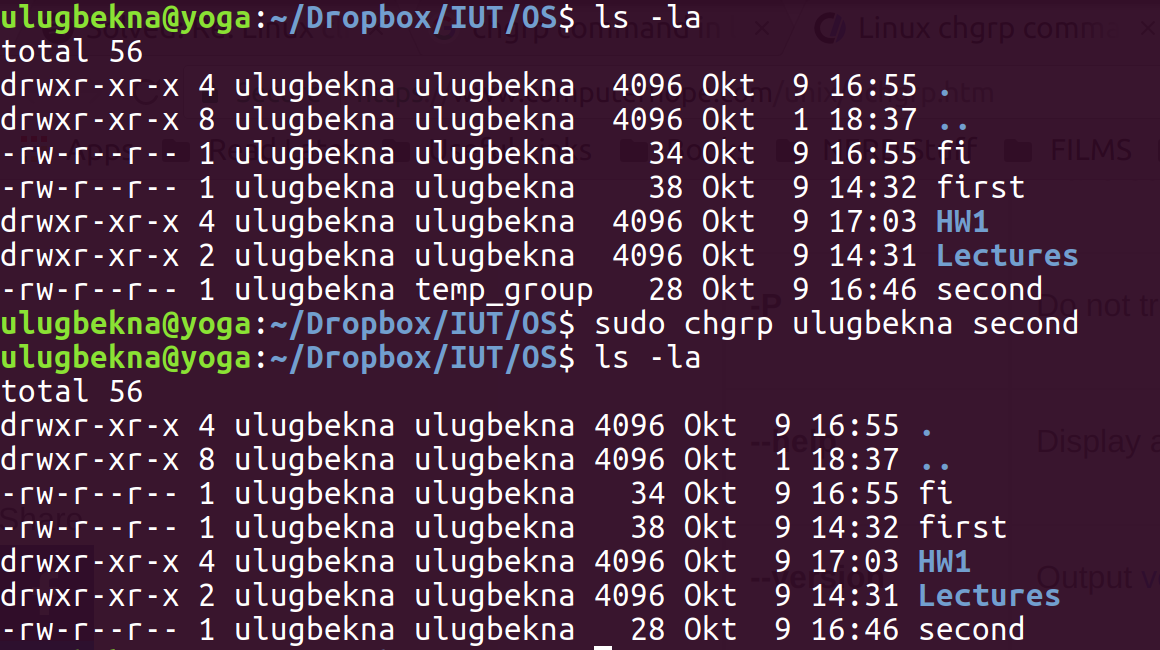 ulugbekna@yoga:~/Dropbox/IUT/OS$ ls -la
total 56
drwxr-xr-x 4 ulugbekna ulugbekna  4096 Okt  9 16:55 .
drwxr-xr-x 8 ulugbekna ulugbekna  4096 Okt  1 18:37 ..
-rw-r--r-- 1 ulugbekna ulugbekna    34 Okt  9 16:55 fi
-rw-r--r-- 1 ulugbekna ulugbekna    38 Okt  9 14:32 first
drwxr-xr-x 4 ulugbekna ulugbekna  4096 Okt  9 17:03 HW1
drwxr-xr-x 2 ulugbekna ulugbekna  4096 Okt  9 14:31 Lectures
-rw-r--r-- 1 ulugbekna temp_group   28 Okt  9 16:46 second
ulugbekna@yoga:~/Dropbox/IUT/OS$ sudo chgrp ulugbekna second
ulugbekna@yoga:~/Dropbox/IUT/OS$ ls -la
total 56
drwxr-xr-x 4 ulugbekna ulugbekna 4096 Okt  9 16:55 .
drwxr-xr-x 8 ulugbekna ulugbekna 4096 Okt  1 18:37 ..
-rw-r--r-- 1 ulugbekna ulugbekna   34 Okt  9 16:55 fi
-rw-r--r-- 1 ulugbekna ulugbekna   38 Okt  9 14:32 first
drwxr-xr-x 4 ulugbekna ulugbekna 4096 Okt  9 17:03 HW1
drwxr-xr-x 2 ulugbekna ulugbekna 4096 Okt  9 14:31 Lectures
-rw-r--r-- 1 ulugbekna ulugbekna   28 Okt  9 16:46 second